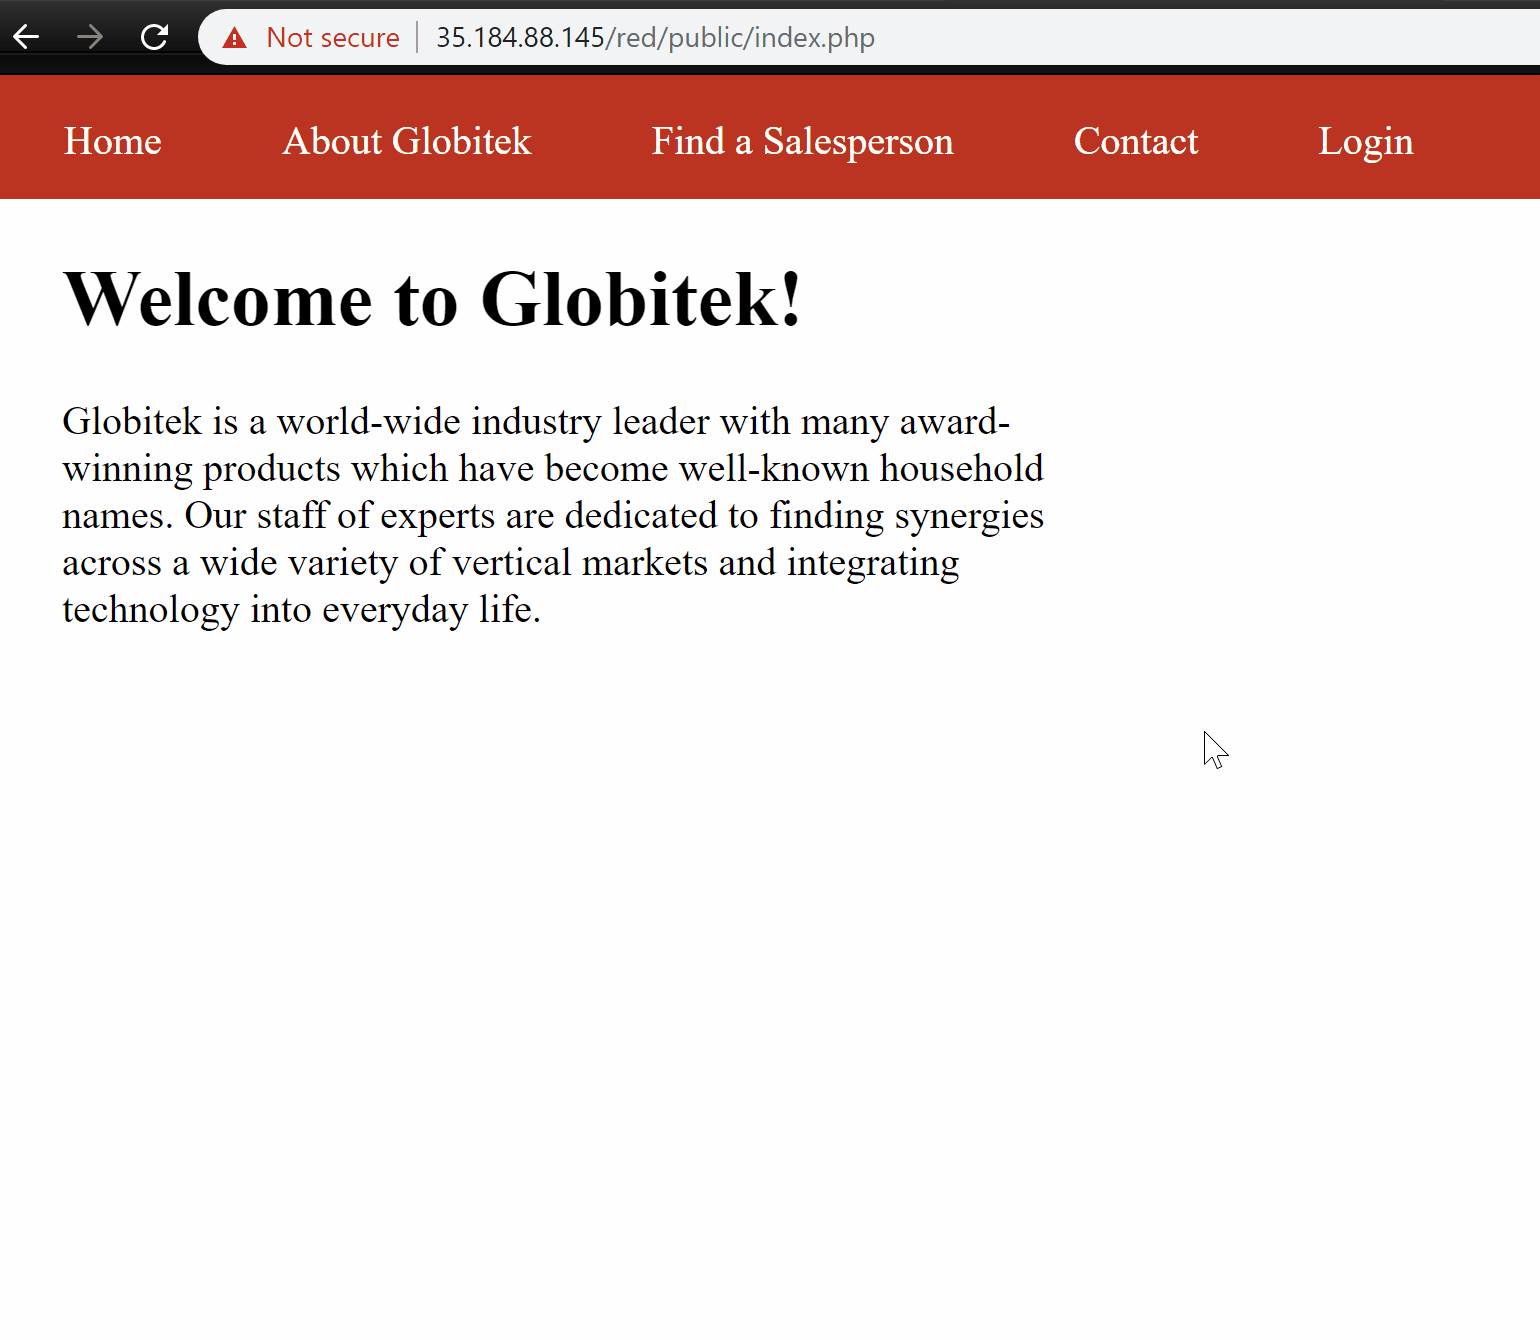 Not secure 35.184.88.145/red/public/index.php
Home About Globitek Find a Salesperson Contact Login
Welcome to Globitek!
Globitek is a world-wide industry leader with many award-
winning products which have become well-known household
names. Our staff of experts are dedicated to finding synergies
across a wide variety of vertical markets and integrating
technology into everyday life.